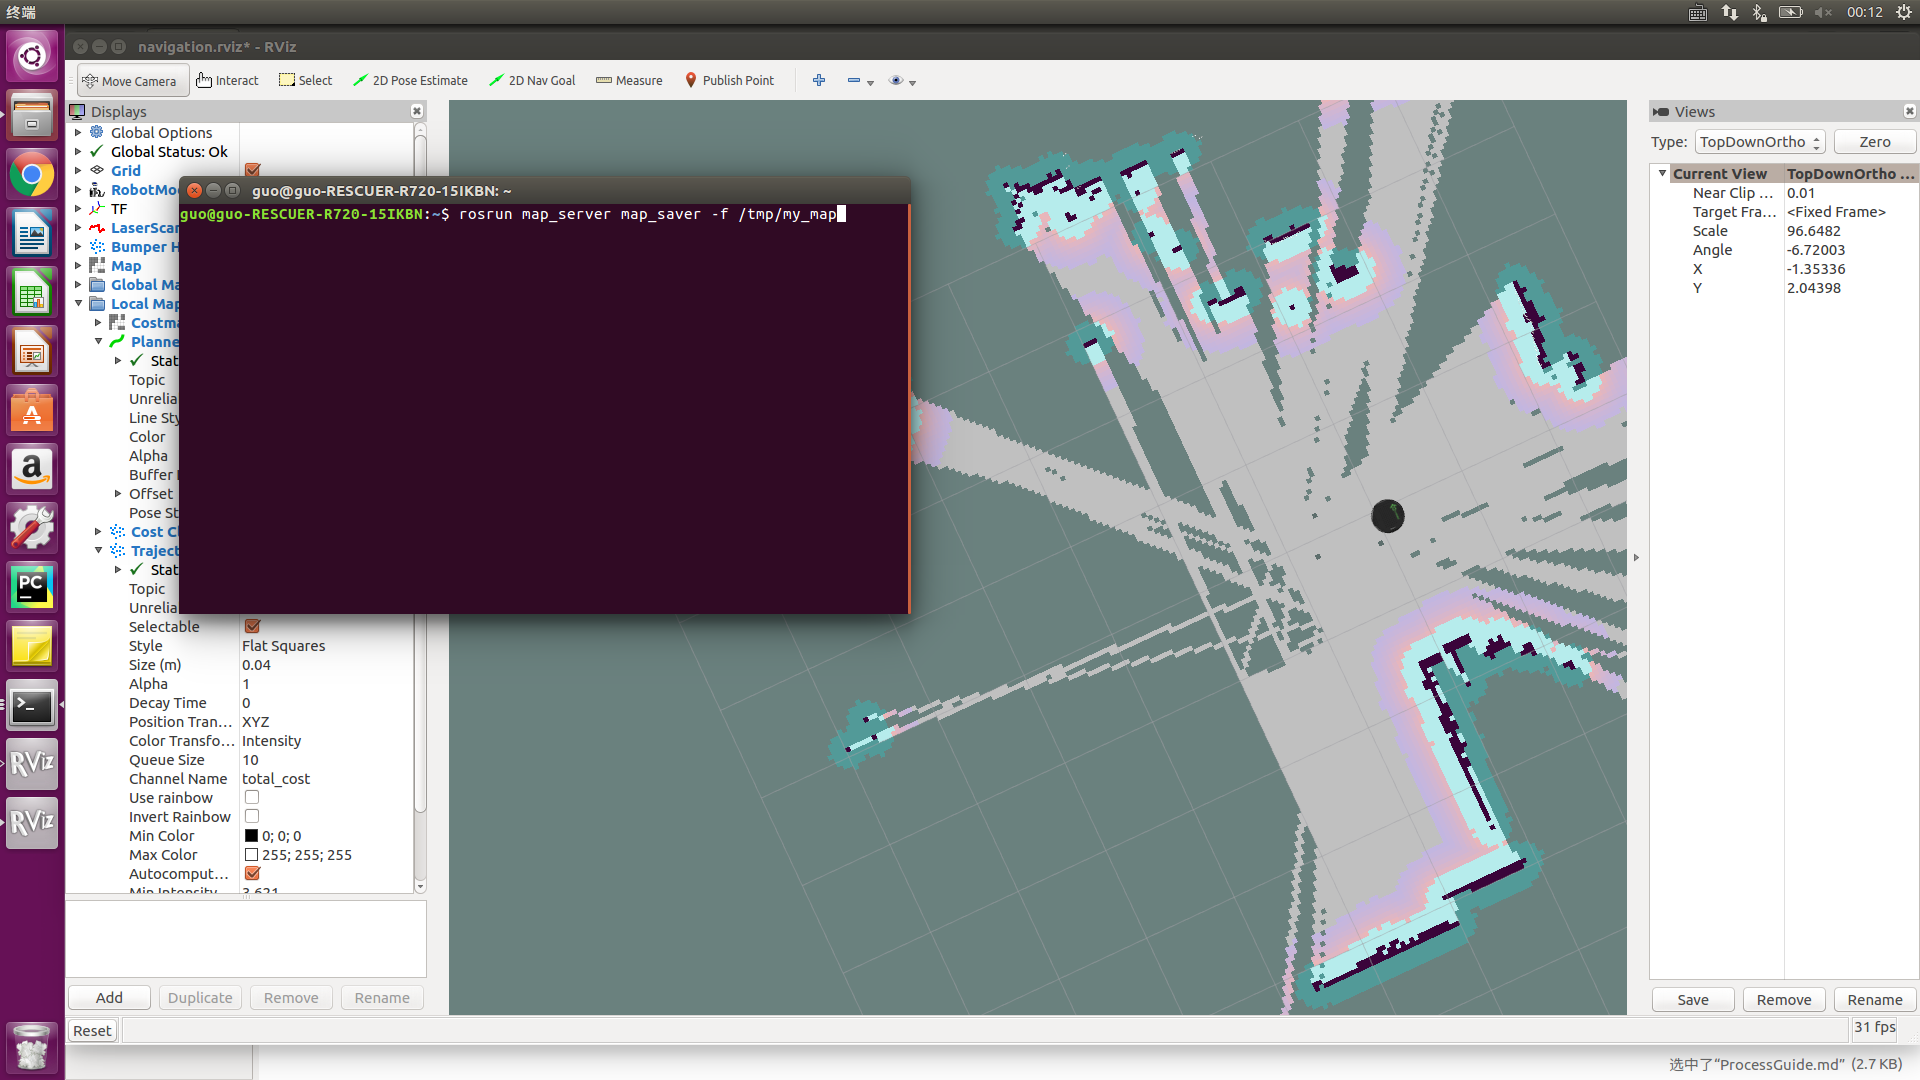 终端
00:12
navigation.rviz* - RViz
Move Camera
Interact
Select
2D Pose Estimate
2D Nav Goal
Measure
Publish Point
Displays
Global Options
Global Status: Ok
Grid
RobotMo
TF
LaserScan
Bumper H
Map
Global Ma
Local Map
Costma
Planne
Stat
Topic
Unrelia
Line Sty
Color
Alpha
Buffer
Offset
Pose St
Cost Cl
Traject
Stat
Topic
Unrelia
Selectable
Style Flat Squares
Size (m) 0.04
Alpha 1
Decay Time 0
Position Tran... XYZ
Color Transfo... Intensity
Queue Size 10
Channel Name total_cost
Use rainbow
Invert Rainbow
Min Color 0; 0; 0
Max Color 255; 255; 255
Autocomput...
Min Intensity 3.621
Add
Duplicate
Remove
Rename
Reset
guo@guo-RESCUER-R720-15IKBN: ~
guo@guo-RESCUER-R720-15IKBN:~$ rosrun map_server map_saver -f /tmp/my_map
Views
Type: TopDownOrtho Zero
Current View TopDownOrtho ...
Near Clip ... 0.01
Target Fra... <Fixed Frame>
Scale 96.6482
Angle -6.72003
X -1.35336
Y 2.04398
Save
Remove
Rename
31 fps
选中了“ProcessGuide.md” (2.7 KB)
PC
RViz
RViz